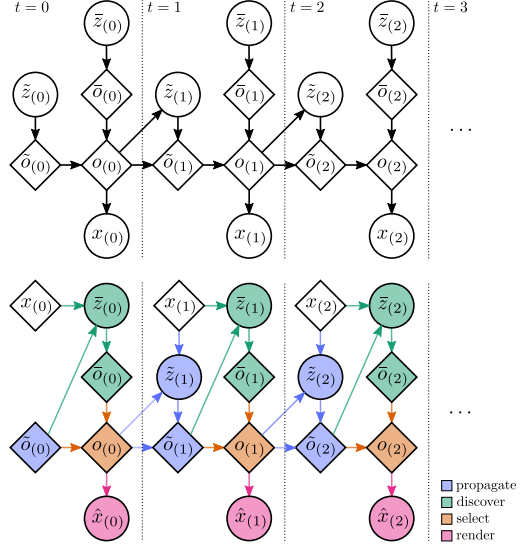 t = 0 t = 1 t = 2 t = 3
z̄(0) z̄(1) z̄(2)
z̃(0) ō(0) z̃(1) ō(1) z̃(2) ō(2)
...
õ(0) o(0) õ(1) o(1) õ(2) o(2)
x(0) x(1) x(2)
x(0) z̄(0) x(1) z̄(1) x(2) z̄(2)
ō(0) z̃(1) ō(1) z̃(2) ō(2)
...
õ(0) o(0) õ(1) o(1) õ(2) o(2)
propagate
discover
x̂(0) x̂(1) x̂(2) select
render